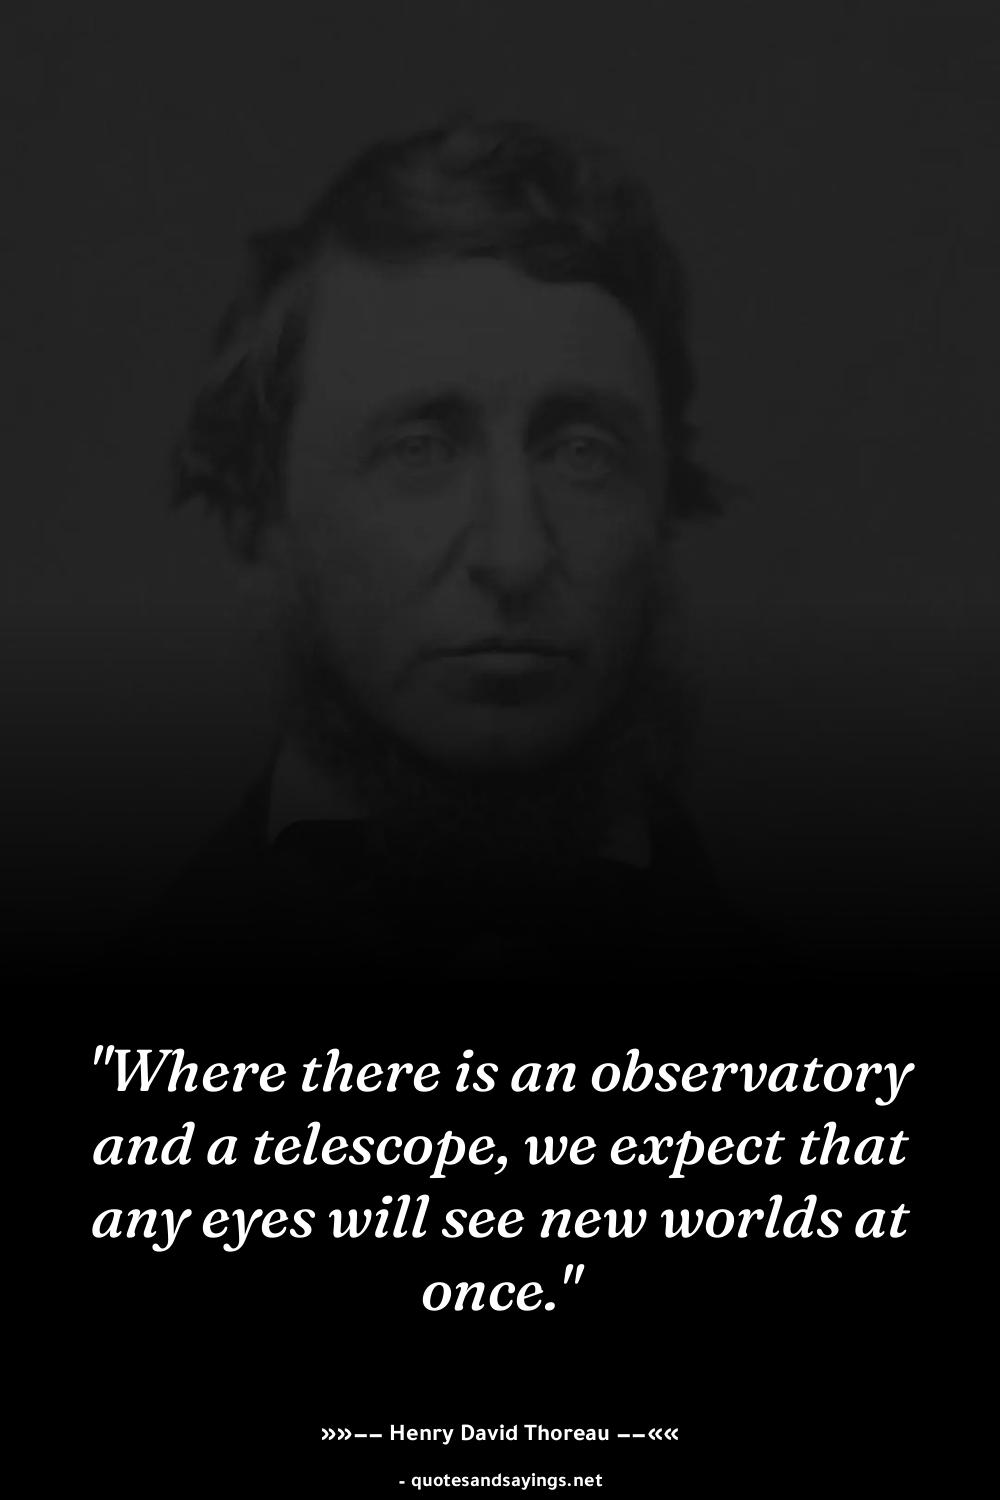 "Where there is an observatory
and a telescope, we expect that
any eyes will see new worlds at
once."
»»-- Henry David Thoreau --««
- quotesandsayings.net